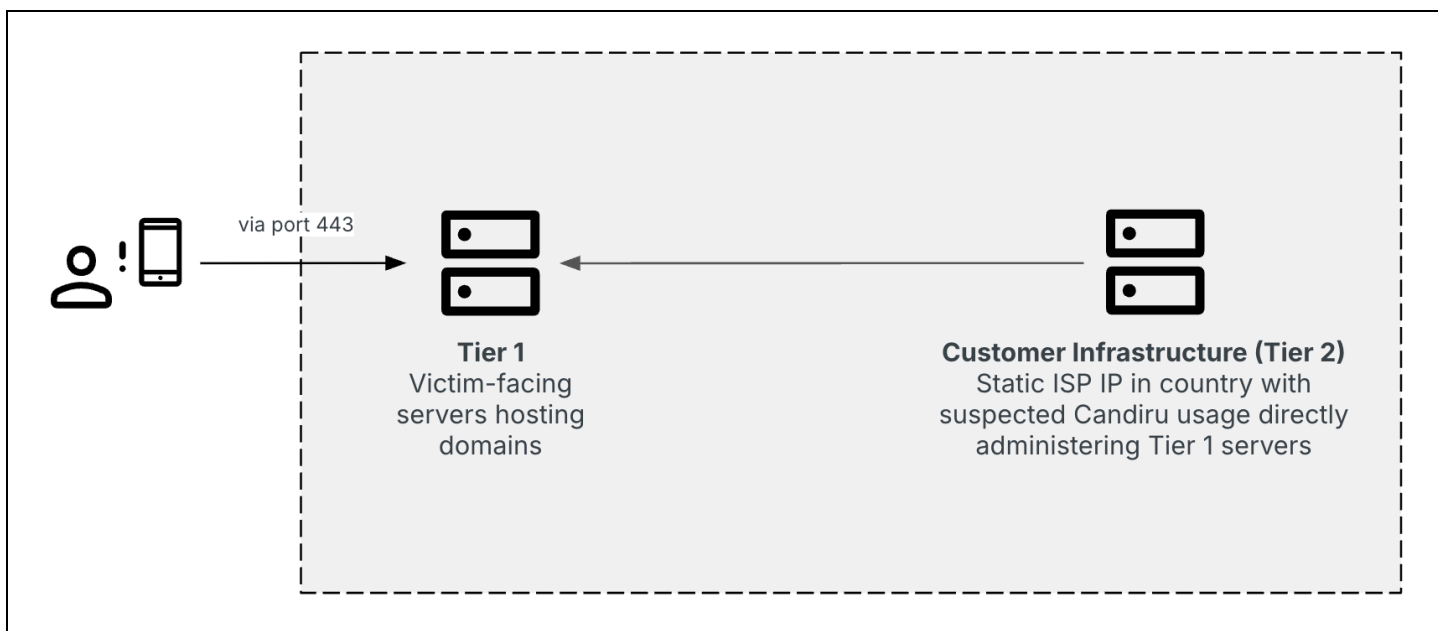 via port 443
Tier 1
Victim-facing
servers hosting
domains
Customer Infrastructure (Tier 2)
Static ISP IP in country with
suspected Candiru usage directly
administering Tier 1 servers